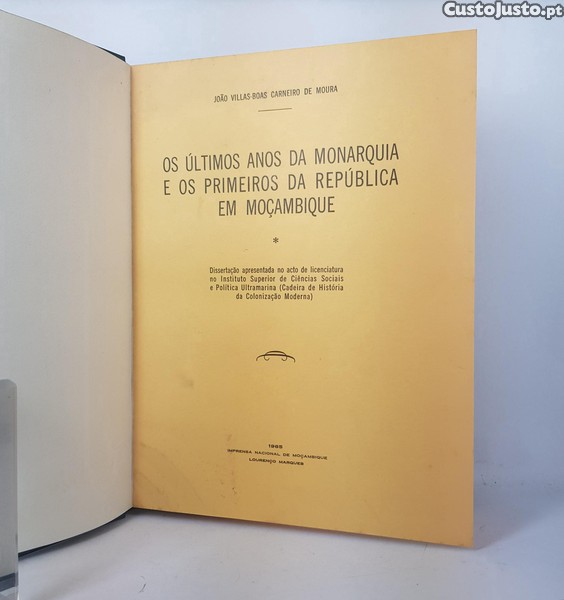 CustoJusto.pt
JOÃO VILLAS-BOAS CARNEIRO DE MOURA
OS ÚLTIMOS ANOS DA MONARQUIA
E OS PRIMEIROS DA REPÚBLICA
EM MOÇAMBIQUE
*
Dissertação apresentada no acto de licenciatura
no Instituto Superior de Ciências Sociais
e Política Ultramarina (Cadeira de História
da Colonização Moderna)
1965
IMPRENSA NACIONAL DE MOÇAMBIQUE
LOURENÇO MARQUES